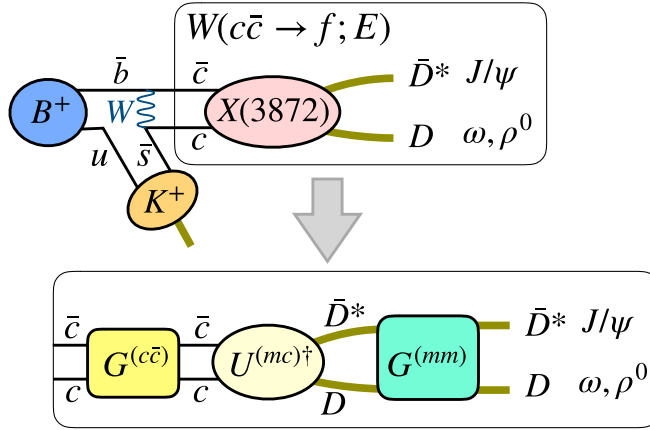 W(cc̄ → f; E)
b̄ c̄ D̄* J/ψ
B⁺ W X(3872)
u s̄ c D ω, ρ⁰
K⁺
c̄ c̄ D̄* D̄* J/ψ
G⁽ᶜᶜ̄⁾ U⁽ᵐᶜ⁾† G⁽ᵐᵐ⁾
c c D D ω, ρ⁰